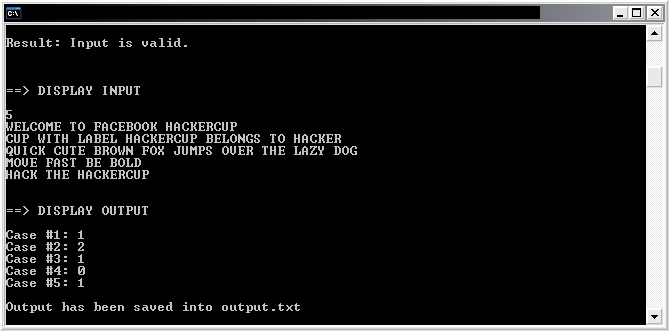 C:\
Result: Input is valid.
==> DISPLAY INPUT
5
WELCOME TO FACEBOOK HACKERCUP
CUP WITH LABEL HACKERCUP BELONGS TO HACKER
QUICK CUTE BROWN FOX JUMPS OVER THE LAZY DOG
MOVE FAST BE BOLD
HACK THE HACKERCUP
==> DISPLAY OUTPUT
Case #1: 1
Case #2: 2
Case #3: 1
Case #4: 0
Case #5: 1
Output has been saved into output.txt